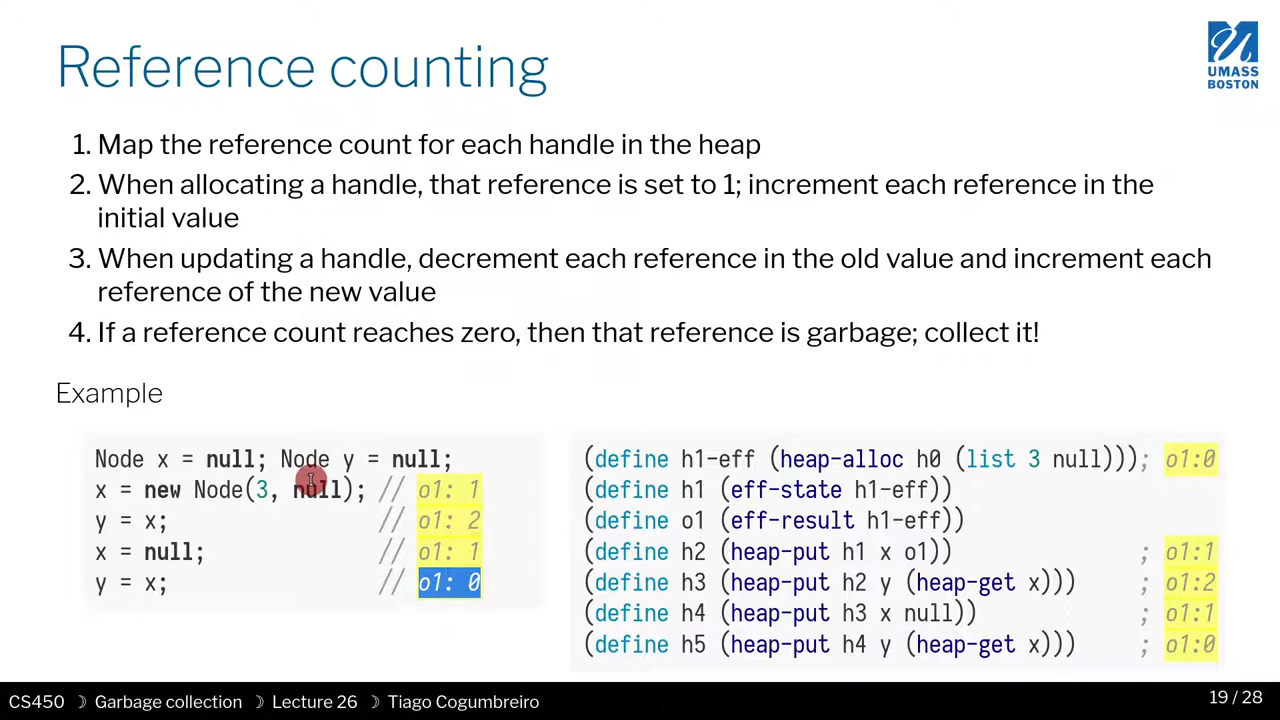 Reference counting
UMASS
BOSTON
1. Map the reference count for each handle in the heap
2. When allocating a handle, that reference is set to 1; increment each reference in the
initial value
3. When updating a handle, decrement each reference in the old value and increment each
reference of the new value
4. If a reference count reaches zero, then that reference is garbage; collect it!
Example
Node x = null; Node y = null;
x = new Node(3, null); // o1: 1
y = x; // o1: 2
x = null; // o1: 1
y = x; // o1: 0
(define h1-eff (heap-alloc h0 (list 3 null))); o1:0
(define h1 (eff-state h1-eff))
(define o1 (eff-result h1-eff))
(define h2 (heap-put h1 x o1)) ; o1:1
(define h3 (heap-put h2 y (heap-get x))) ; o1:2
(define h4 (heap-put h3 x null)) ; o1:1
(define h5 (heap-put h4 y (heap-get x))) ; o1:0
CS450 ☽ Garbage collection ☽ Lecture 26 ☽ Tiago Cogumbreiro
19 / 28